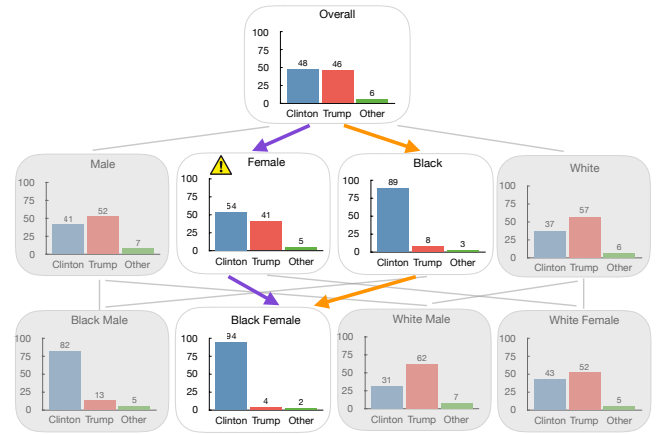 Overall
100
75
50
25
0
48 46 6
Clinton Trump Other
Male
100
75
50
25
0
41 52 7
Clinton Trump Other
Female
100
75
50
25
0
54 41 5
Clinton Trump Other
Black
100
75
50
25
0
89 8 3
Clinton Trump Other
White
100
75
50
25
0
37 57 6
Clinton Trump Other
Black Male
100
75
50
25
0
82 13 5
Clinton Trump Other
Black Female
100
75
50
25
0
94 4 2
Clinton Trump Other
White Male
100
75
50
25
0
31 62 7
Clinton Trump Other
White Female
100
75
50
25
0
43 52 5
Clinton Trump Other